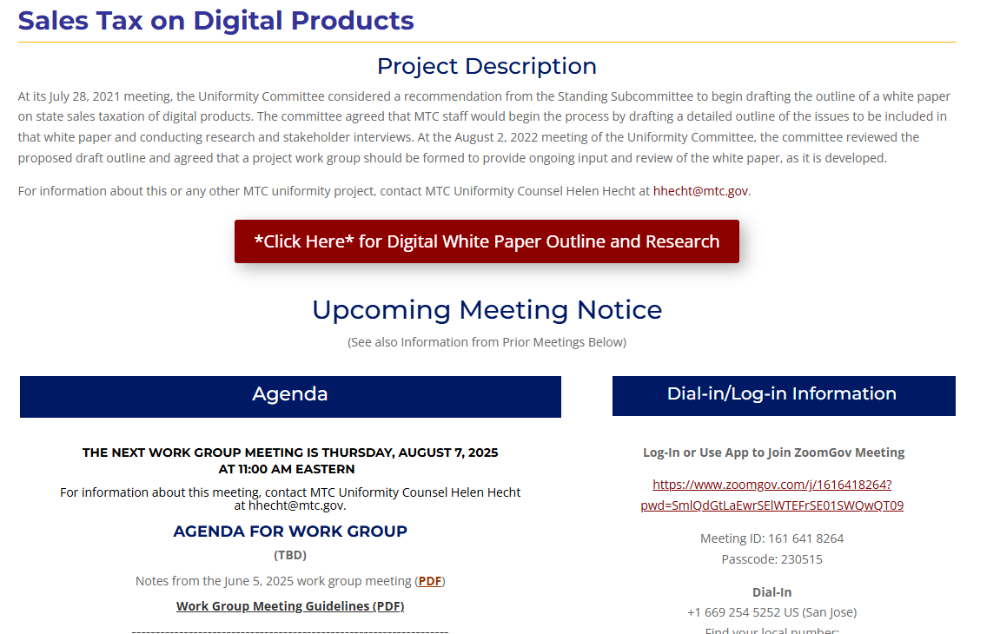 Sales Tax on Digital Products
Project Description
At its July 28, 2021 meeting, the Uniformity Committee considered a recommendation from the Standing Subcommittee to begin drafting the outline of a white paper
on state sales taxation of digital products. The committee agreed that MTC staff would begin the process by drafting a detailed outline of the issues to be included in
that white paper and conducting research and stakeholder interviews. At the August 2, 2022 meeting of the Uniformity Committee, the committee reviewed the
proposed draft outline and agreed that a project work group should be formed to provide ongoing input and review of the white paper, as it is developed.
For information about this or any other MTC uniformity project, contact MTC Uniformity Counsel Helen Hecht at hhecht@mtc.gov.
*Click Here* for Digital White Paper Outline and Research
Upcoming Meeting Notice
(See also Information from Prior Meetings Below)
Agenda
THE NEXT WORK GROUP MEETING IS THURSDAY, AUGUST 7, 2025
AT 11:00 AM EASTERN
For information about this meeting, contact MTC Uniformity Counsel Helen Hecht
at hhecht@mtc.gov.
AGENDA FOR WORK GROUP
(TBD)
Notes from the June 5, 2025 work group meeting (PDF)
Work Group Meeting Guidelines (PDF)
Dial-in/Log-in Information
Log-In or Use App to Join ZoomGov Meeting
https://www.zoomgov.com/j/1616418264?
pwd=SmlQdGtLaEwrSElWTEFrSE01SWQwQT09
Meeting ID: 161 641 8264
Passcode: 230515
Dial-In
+1 669 254 5252 US (San Jose)
Find your local number: